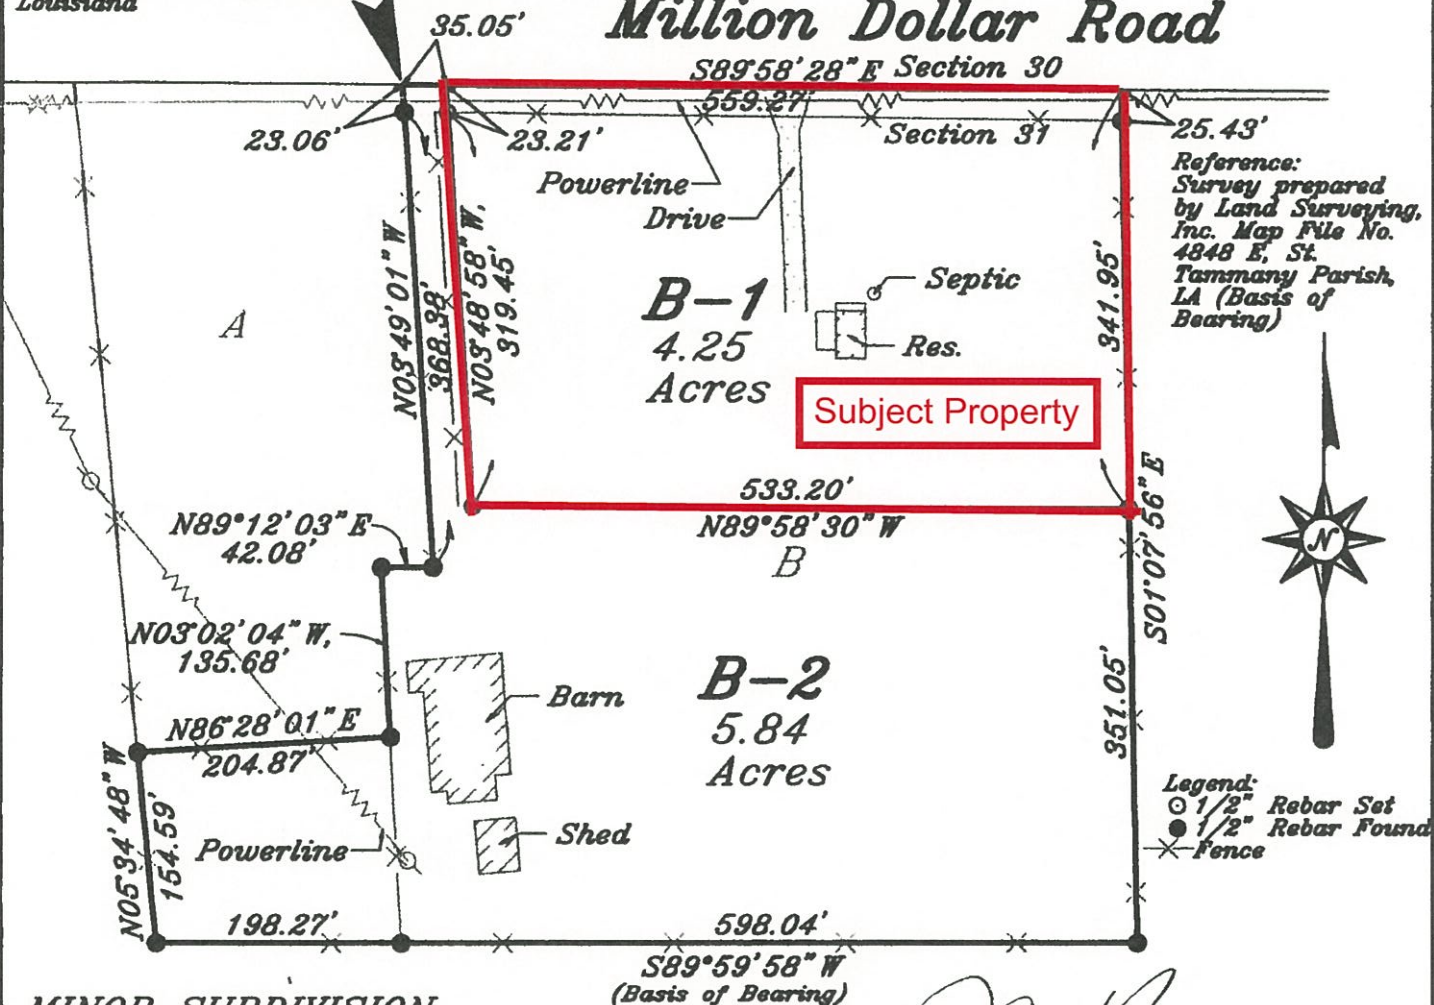 Louisiana
Million Dollar Road
35.05'
S89°58'28"E Section 30
559.27'
23.06'
23.21'
Section 31
25.43'
Powerline
Drive
Reference:
Survey prepared
by Land Surveying,
Inc. Map File No.
4848 E, St.
Tammany Parish,
LA (Basis of
Bearing)
N03°49'01"W
368.38'
N03°48'58"W,
319.45'
341.95'
A
B-1
4.25
Acres
Septic
Res.
Subject Property
533.20'
N89°58'30"W
B
S01°07'56"E
N
N89°12'03"E
42.08'
N03°02'04"W,
135.68'
Barn
B-2
5.84
Acres
351.05'
N86°28'01"E
204.87'
N05°34'48"W
154.59'
Powerline
Shed
Legend:
1/2" Rebar Set
1/2" Rebar Found
Fence
198.27'
598.04'
S89°59'58"W
(Basis of Bearing)
MINOR SUBDIVISION